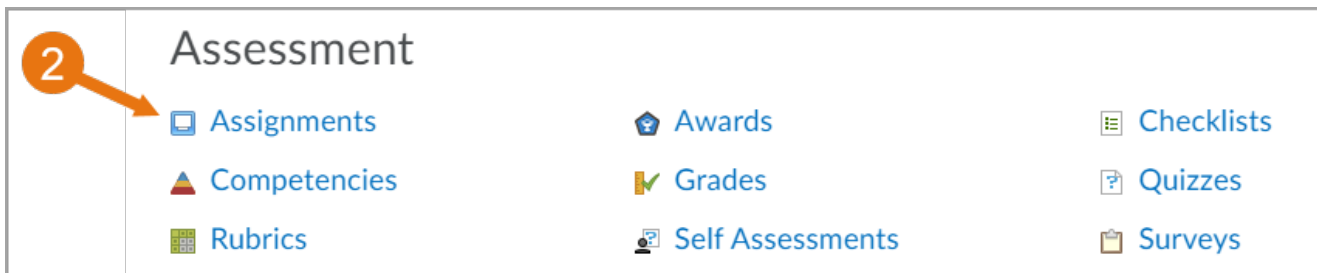 Assessment
2
Assignments Awards Checklists
Competencies Grades Quizzes
Rubrics Self Assessments Surveys